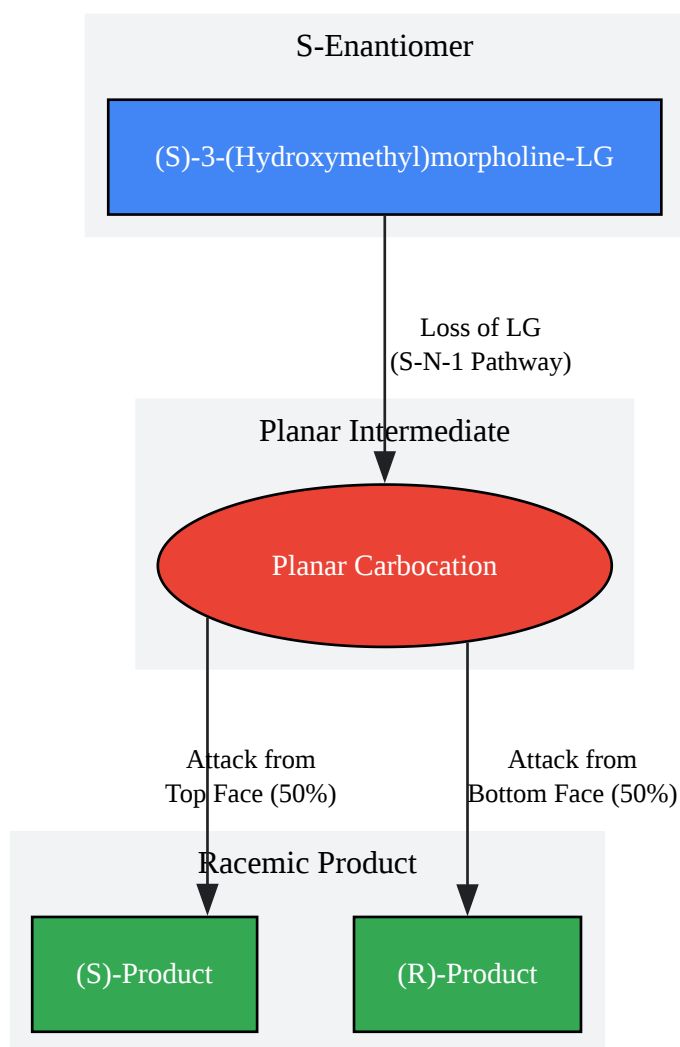 S-Enantiomer
(S)-3-(Hydroxymethyl)morpholine-LG
Loss of LG
(S-N-1 Pathway)
Planar Intermediate
Planar Carbocation
Attack from
Top Face (50%)
Attack from
Bottom Face (50%)
Racemic Product
(S)-Product
(R)-Product